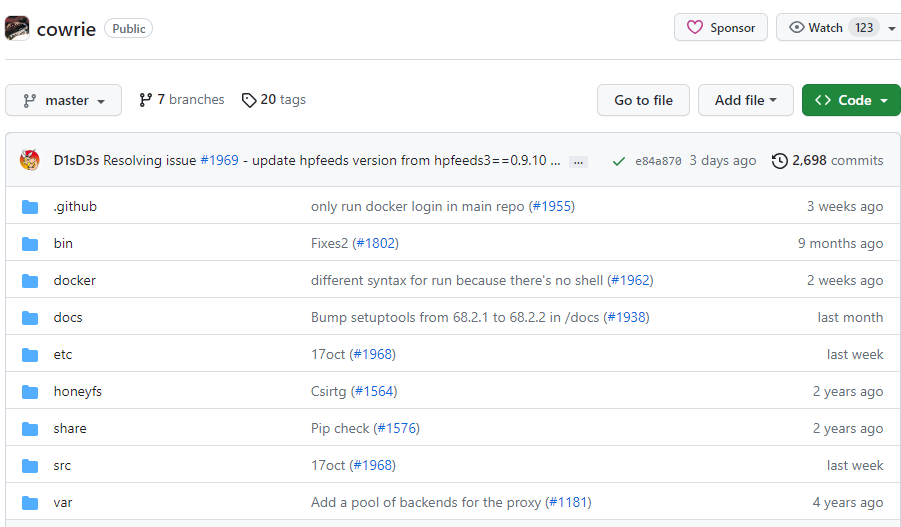 cowrie Public Sponsor Watch 123
master 7 branches 20 tags Go to file Add file Code
D1sD3s Resolving issue #1969 - update hpfeeds version from hpfeeds3==0.9.10 ... ... e84a870 3 days ago 2,698 commits
.github only run docker login in main repo (#1955) 3 weeks ago
bin Fixes2 (#1802) 9 months ago
docker different syntax for run because there's no shell (#1962) 2 weeks ago
docs Bump setuptools from 68.2.1 to 68.2.2 in /docs (#1938) last month
etc 17oct (#1968) last week
honeyfs Csirtg (#1564) 2 years ago
share Pip check (#1576) 2 years ago
src 17oct (#1968) last week
var Add a pool of backends for the proxy (#1181) 4 years ago